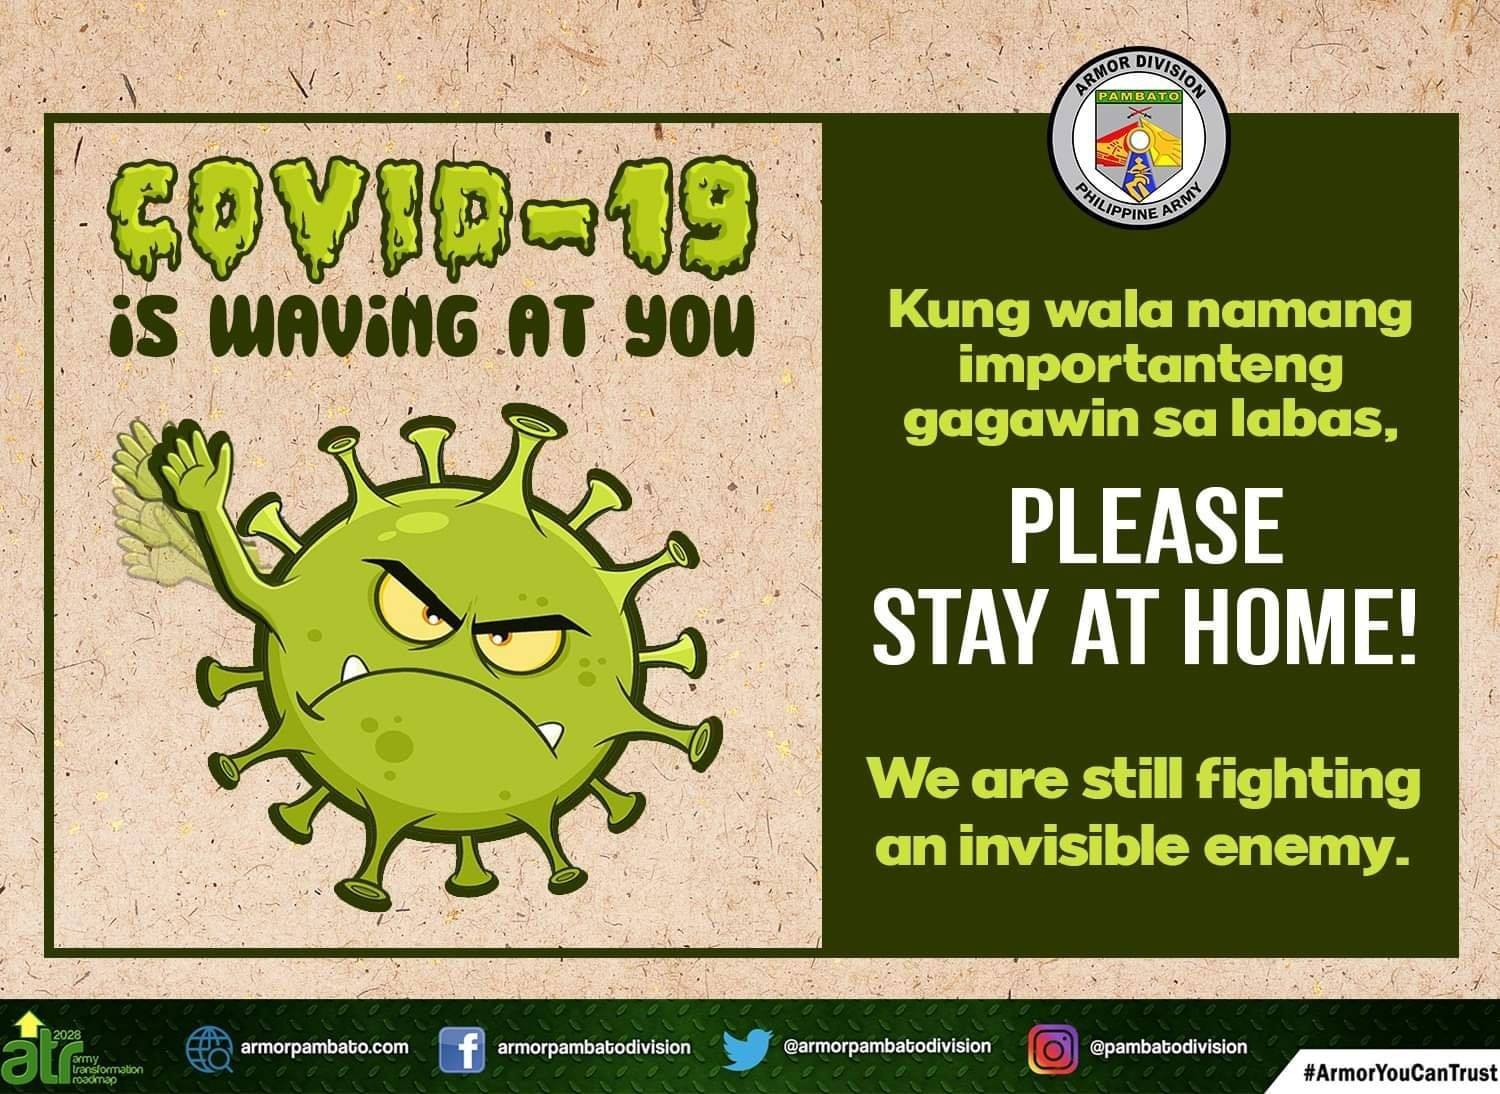 COVID-19
iS WAViNG AT YOU
ARMOR DIVISION
PAMBATO
PHILIPPINE ARMY
Kung wala namang
importanteng
gagawin sa labas,
PLEASE
STAY AT HOME!
We are still fighting
an invisible enemy.
2028
atr
army
transformation
roadmap
armorpambato.com
armorpambatodivision
@armorpambatodivision
@pambatodivision
#ArmorYouCanTrust